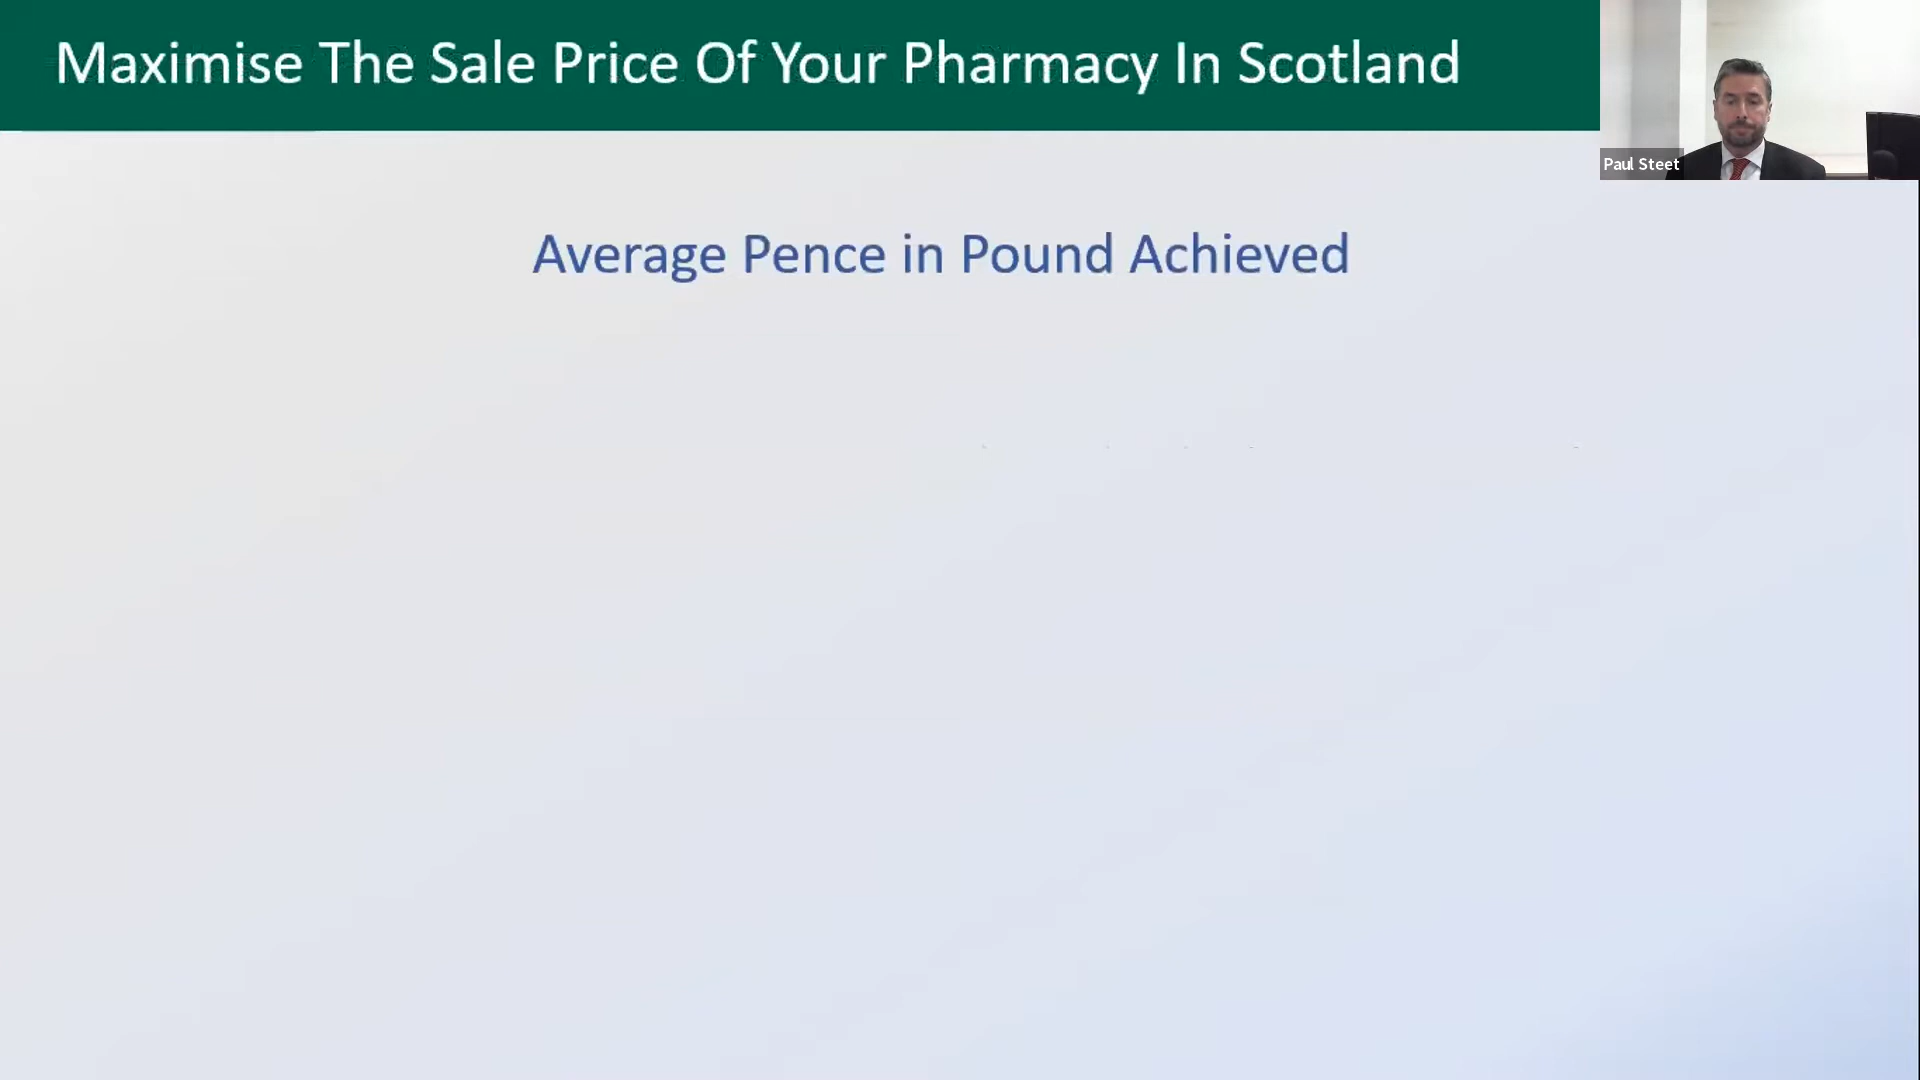 Maximise The Sale Price Of Your Pharmacy In Scotland
Paul Steet
Average Pence in Pound Achieved